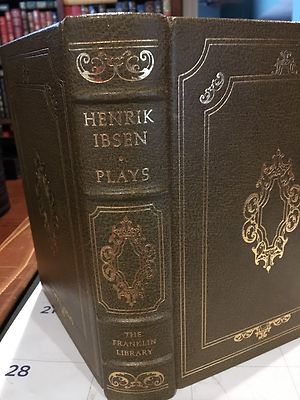 HENRIK
IBSEN
PLAYS
THE
FRANKLIN
LIBRARY
28